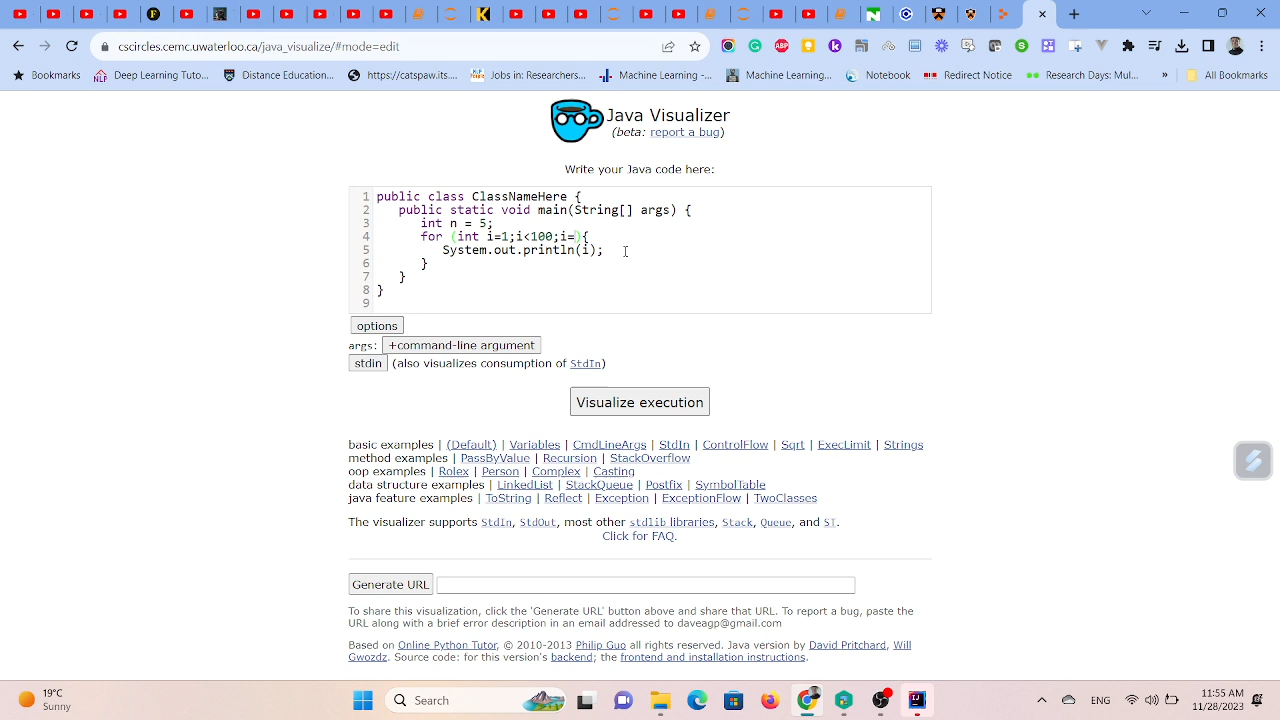 cscircles.cemc.uwaterloo.ca/java_visualize/#mode=edit
Bookmarks Deep Learning Tuto... Distance Education... https://catspaw.its.... Jobs in: Researchers... Machine Learning -... Machine Learning... Notebook Redirect Notice Research Days: Mul... » All Bookmarks
Java Visualizer
(beta: report a bug)
Write your Java code here:
1 public class ClassNameHere {
2 public static void main(String[] args) {
3 int n = 5;
4 for (int i=1;i<100;i=){
5 System.out.println(i);
6 }
7 }
8 }
9
options
args: +command-line argument
stdin (also visualizes consumption of StdIn)
Visualize execution
basic examples | (Default) | Variables | CmdLineArgs | StdIn | ControlFlow | Sqrt | ExecLimit | Strings
method examples | PassByValue | Recursion | StackOverflow
oop examples | Rolex | Person | Complex | Casting
data structure examples | LinkedList | StackQueue | Postfix | SymbolTable
java feature examples | ToString | Reflect | Exception | ExceptionFlow | TwoClasses
The visualizer supports StdIn, StdOut, most other stdlib libraries, Stack, Queue, and ST.
Click for FAQ.
Generate URL
To share this visualization, click the 'Generate URL' button above and share that URL. To report a bug, paste the
URL along with a brief error description in an email addressed to daveagp@gmail.com
Based on Online Python Tutor, © 2010-2013 Philip Guo all rights reserved. Java version by David Pritchard, Will
Gwozdz. Source code: for this version's backend; the frontend and installation instructions.
19°C
Sunny
Search
ENG
11:55 AM
11/28/2023